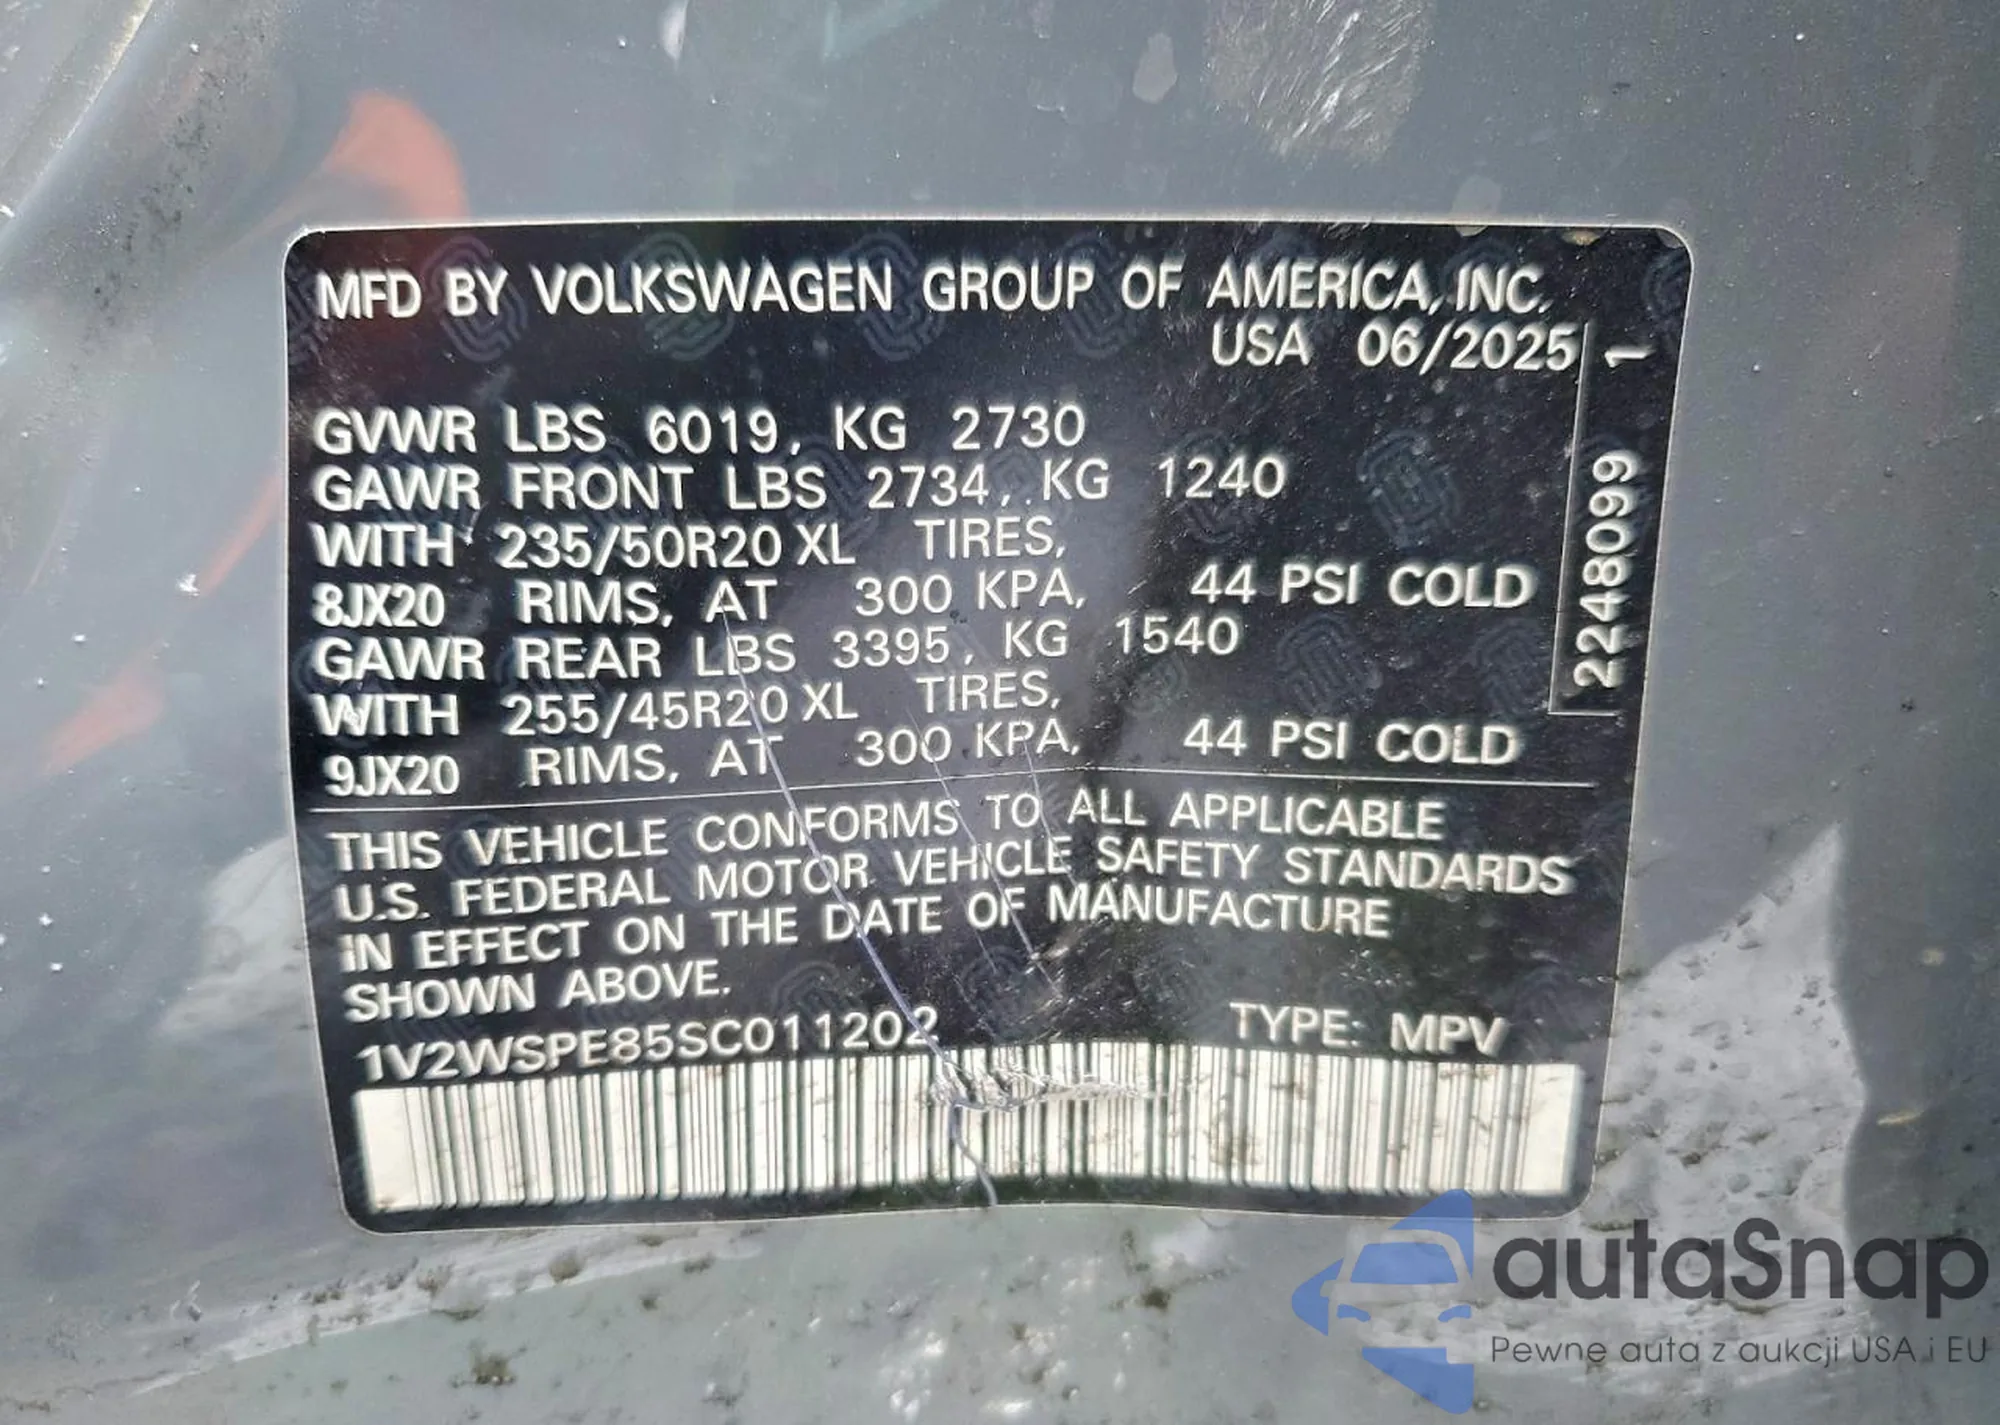 MFD BY VOLKSWAGEN GROUP OF AMERICA, INC.
USA 06/2025
GVWR LBS 6019, KG 2730
GAWR FRONT LBS 2734, KG 1240
WITH 235/50R20 XL TIRES,
8JX20 RIMS, AT 300 KPA, 44 PSI COLD
GAWR REAR LBS 3395, KG 1540
WITH 255/45R20 XL TIRES,
9JX20 RIMS, AT 300 KPA, 44 PSI COLD
THIS VEHICLE CONFORMS TO ALL APPLICABLE
U.S. FEDERAL MOTOR VEHICLE SAFETY STANDARDS
IN EFFECT ON THE DATE OF MANUFACTURE
SHOWN ABOVE.
1V2WSPE85SC011202 TYPE: MPV
2248099 1
autaSnap
Pewne auta z aukcji USA i EU